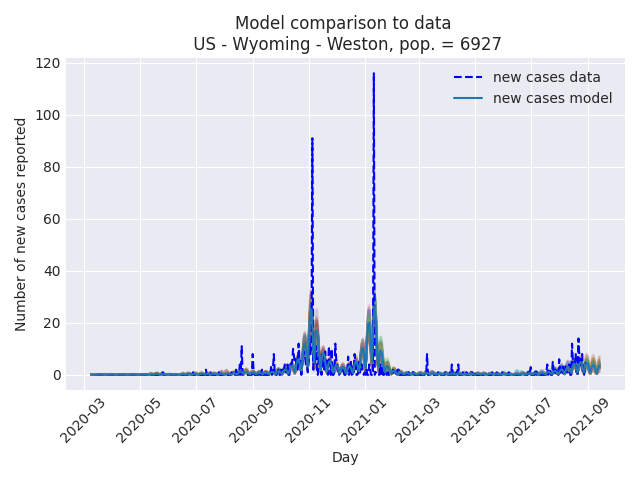 Model comparison to data
US - Wyoming - Weston, pop. = 6927
new cases data
new cases model
Number of new cases reported
120
100
80
60
40
20
0
2020-03
2020-05
2020-07
2020-09
2020-11
2021-01
2021-03
2021-05
2021-07
2021-09
Day